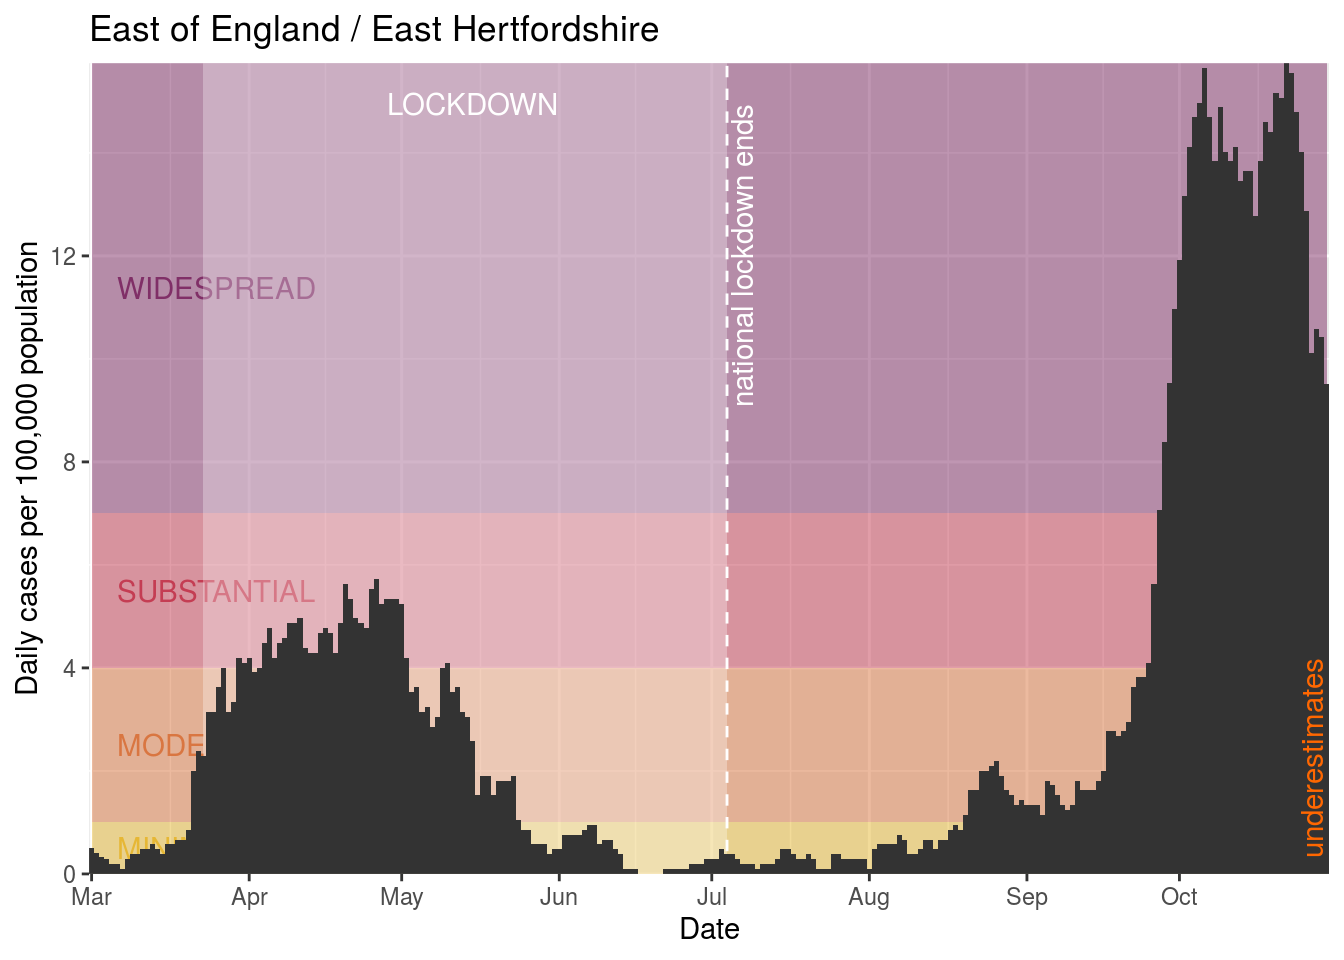 East of England / East Hertfordshire
LOCKDOWN
national lockdown ends
WIDESPREAD
SUBSTANTIAL
MODE
underestimates
Daily cases per 100,000 population
12
8
4
0
Mar Apr May Jun Jul Aug Sep Oct
Date